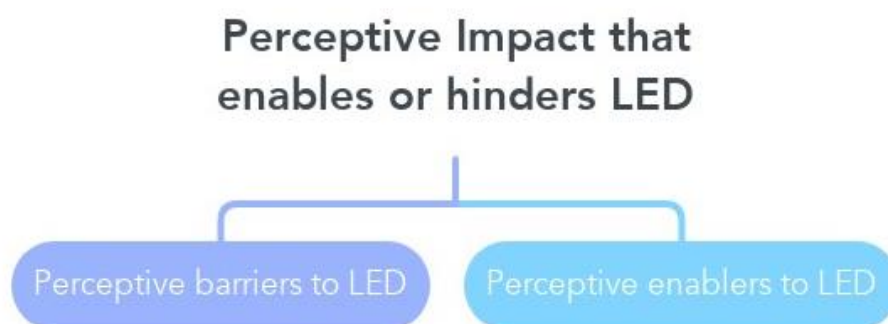 Perceptive Impact that
enables or hinders LED
Perceptive barriers to LED
Perceptive enablers to LED